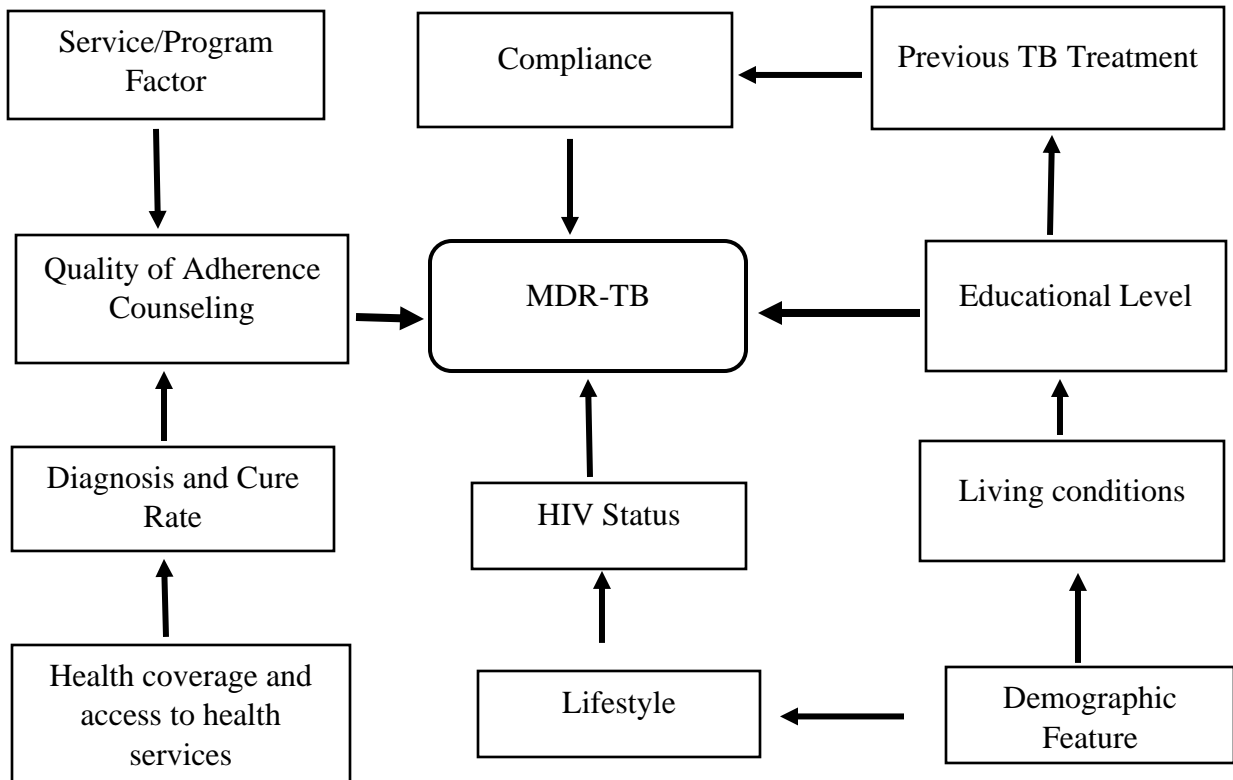 Service/Program
Factor
Compliance
Previous TB Treatment
Quality of Adherence
Counseling
MDR-TB
Educational Level
Diagnosis and Cure
Rate
HIV Status
Living conditions
Health coverage and
access to health
services
Lifestyle
Demographic
Feature